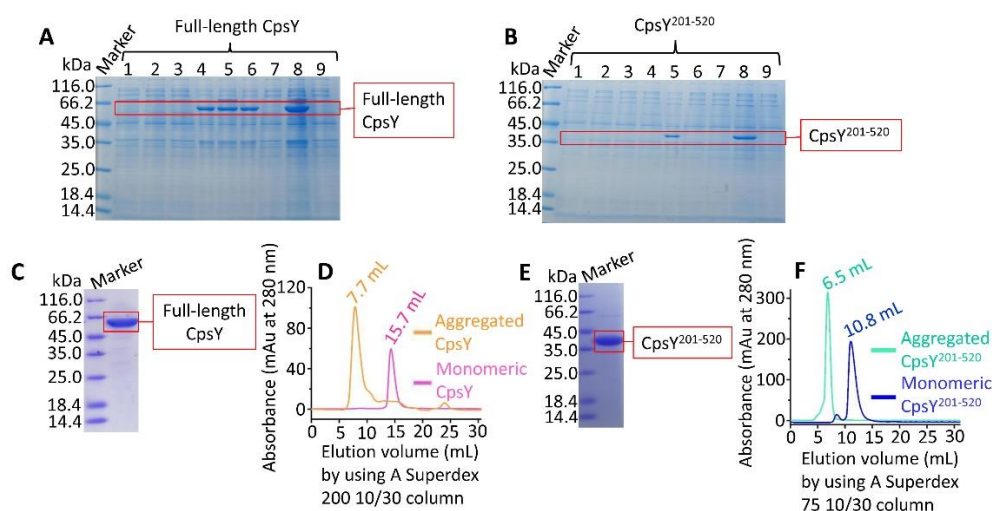 A
Full-length CpsY
kDa Marker 1 2 3 4 5 6 7 8 9
116.0
66.2
45.0
35.0
25.0
18.4
14.4
Full-length
CpsY
B
CpsY201-520
kDa Marker 1 2 3 4 5 6 7 8 9
116.0
66.2
45.0
35.0
25.0
18.4
14.4
CpsY201-520
C
kDa Marker
116.0
66.2
45.0
35.0
25.0
18.4
14.4
Full-length
CpsY
D
Absorbance (mAu at 280 nm)
120
80
40
0
7.7 mL
15.7 mL
Aggregated
CpsY
Monomeric
CpsY
0 5 10 15 20 25 30
Elution volume (mL)
by using A Superdex
200 10/30 column
E
kDa Marker
116.0
66.2
45.0
35.0
25.0
18.4
14.4
CpsY201-520
F
Absorbance (mAu at 280 nm)
300
200
100
0
6.5 mL
10.8 mL
Aggregated
CpsY201-520
Monomeric
CpsY201-520
0 5 10 15 20 25 30
Elution volume (mL)
by using A Superdex
75 10/30 column